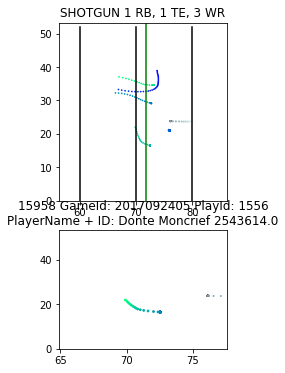 SHOTGUN 1 RB, 1 TE, 3 WR
50
40
30
20
10
0
60 70 80
15958 GameId: 2017092405 PlayId: 1556
PlayerName + ID: Donte Moncrief 2543614.0
40
20
0
65 70 75